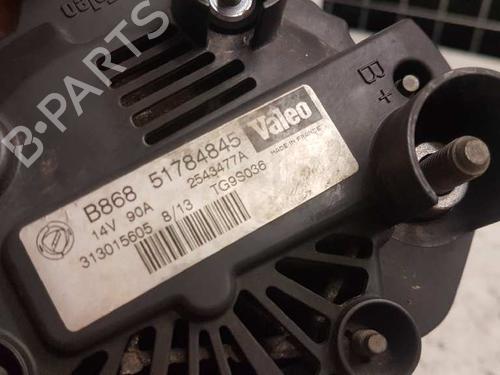 B868 51784845
14V 90A 2543477A
313015605 8/13 TG9S036
Valeo
MADE IN FRANCE
B+
B-PARTS